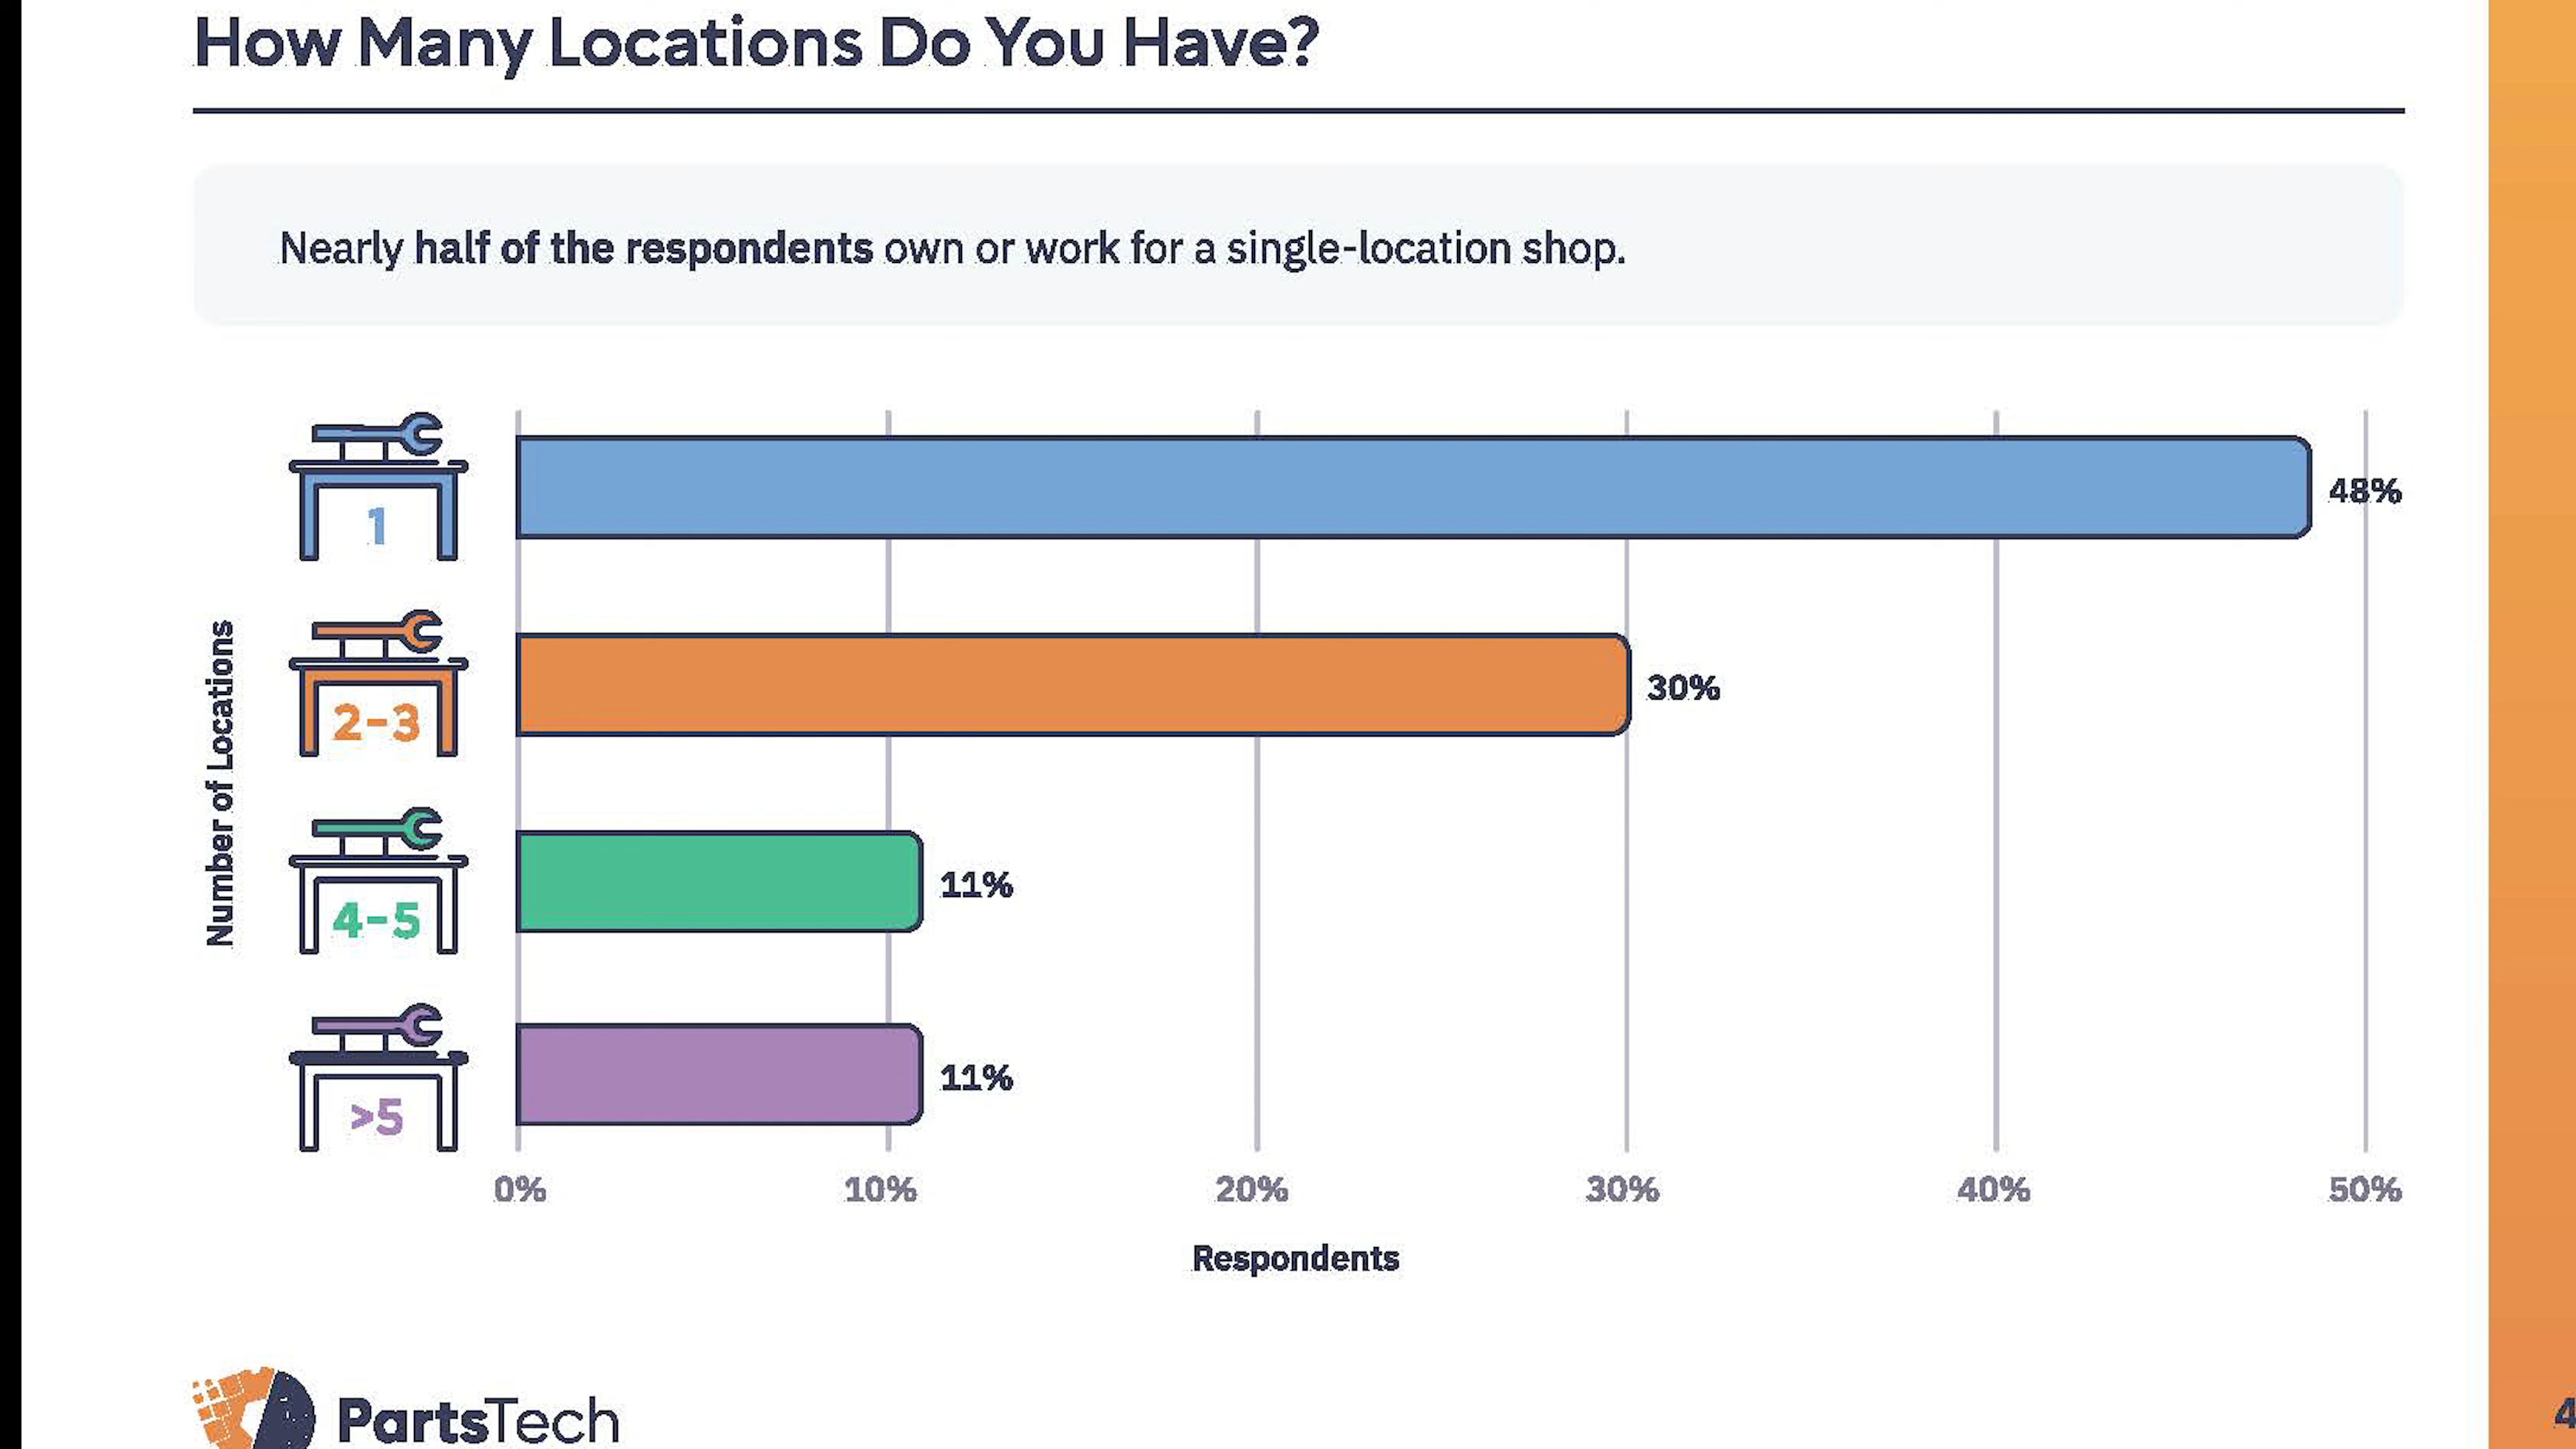 How Many Locations Do You Have?
Nearly half of the respondents own or work for a single-location shop.
Number of Locations
1
48%
2-3
30%
4-5
11%
>5
11%
0% 10% 20% 30% 40% 50%
Respondents
PartsTech
4